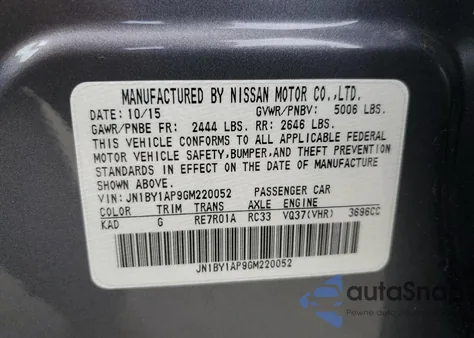 MANUFACTURED BY NISSAN MOTOR CO.,LTD.
DATE: 10/15 GVWR/PNBV: 5006 LBS.
GAWR/PNBE FR: 2444 LBS. RR: 2646 LBS.
THIS VEHICLE CONFORMS TO ALL APPLICABLE FEDERAL
MOTOR VEHICLE SAFETY, BUMPER, AND THEFT PREVENTION
STANDARDS IN EFFECT ON THE DATE OF MANUFACTURE
SHOWN ABOVE.
VIN: JN1BY1AP9GM220052 PASSENGER CAR
COLOR TRIM TRANS AXLE ENGINE
KAD G RE7R01A RC33 VQ37(VHR) 3696CC
JN1BY1AP9GM220052
autoSnap
Pewne auto